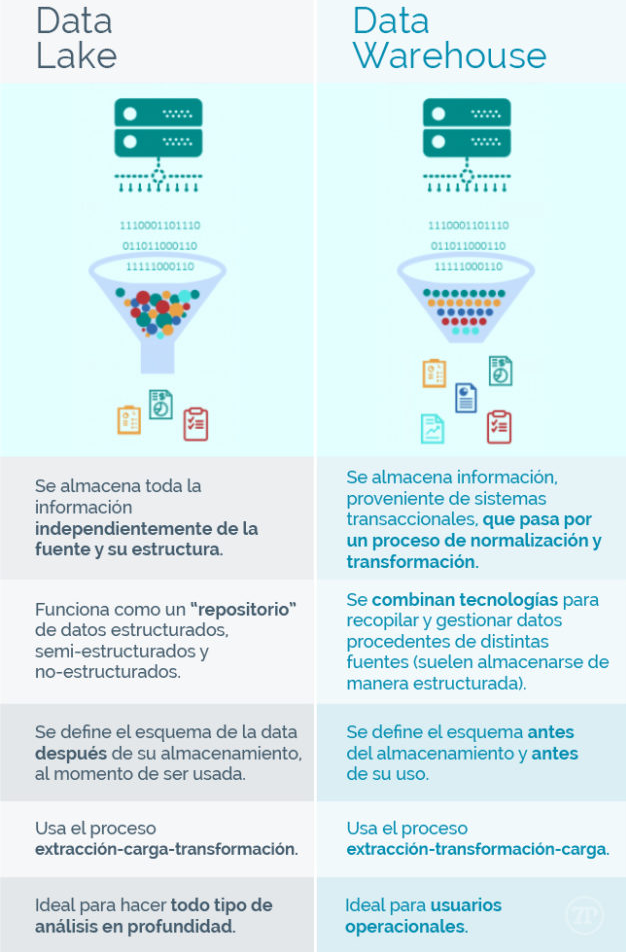 Data
Lake
Data
Warehouse
1110001101110
011011000110
11111000110
1110001101110
011011000110
11111000110
Se almacena toda la
información
independientemente de la
fuente y su estructura.
Se almacena información,
proveniente de sistemas
transaccionales, que pasa por
un proceso de normalización y
transformación.
Funciona como un “repositorio”
de datos estructurados,
semi-estructurados y
no-estructurados.
Se combinan tecnologías para
recopilar y gestionar datos
procedentes de distintas
fuentes (suelen almacenarse de
manera estructurada).
Se define el esquema de la data
después de su almacenamiento,
al momento de ser usada.
Se define el esquema antes
del almacenamiento y antes
de su uso.
Usa el proceso
extracción-carga-transformación.
Usa el proceso
extracción-transformación-carga.
Ideal para hacer todo tipo de
análisis en profundidad.
Ideal para usuarios
operacionales.